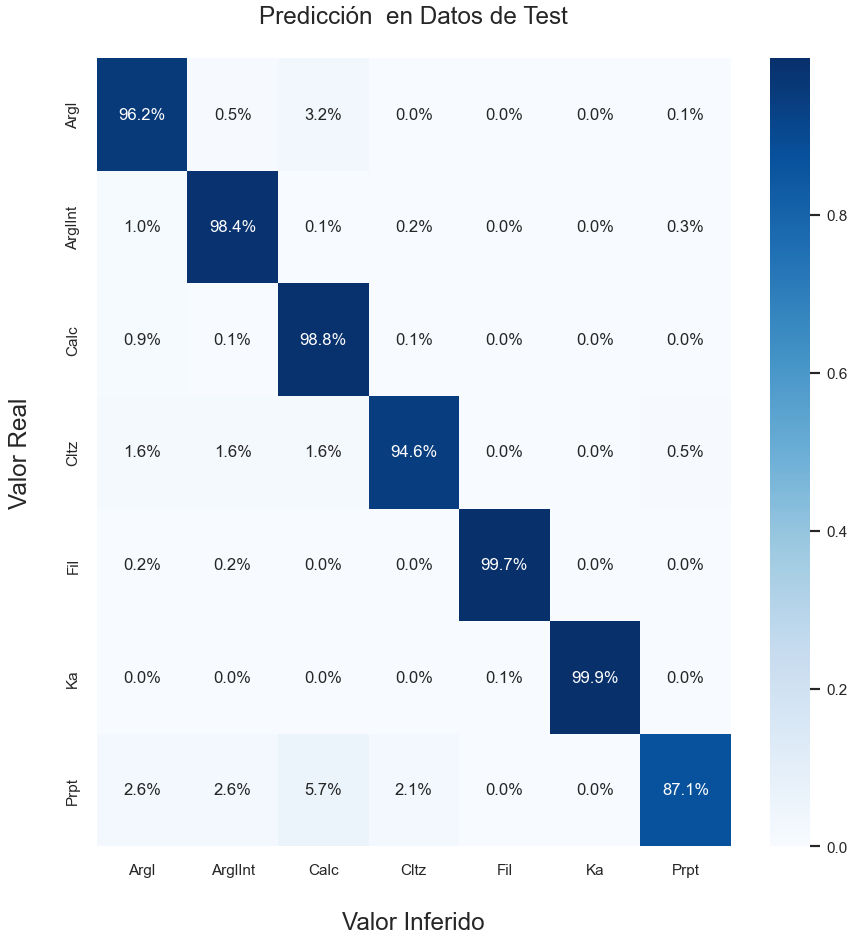 Predicción  en Datos de Test
Valor Real
Argl 96.2% 0.5% 3.2% 0.0% 0.0% 0.0% 0.1%
ArglInt 1.0% 98.4% 0.1% 0.2% 0.0% 0.0% 0.3%
Calc 0.9% 0.1% 98.8% 0.1% 0.0% 0.0% 0.0%
Cltz 1.6% 1.6% 1.6% 94.6% 0.0% 0.0% 0.5%
Fil 0.2% 0.2% 0.0% 0.0% 99.7% 0.0% 0.0%
Ka 0.0% 0.0% 0.0% 0.0% 0.1% 99.9% 0.0%
Prpt 2.6% 2.6% 5.7% 2.1% 0.0% 0.0% 87.1%
Argl ArglInt Calc Cltz Fil Ka Prpt
Valor Inferido
0.8
0.6
0.4
0.2
0.0